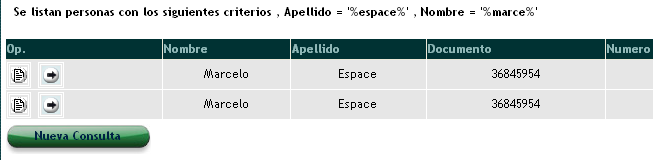 Se listan personas con los siguientes criterios , Apellido = '%espace%' , Nombre = '%marce%'
Op. Nombre Apellido Documento Numero
Marcelo Espace 36845954
Marcelo Espace 36845954
Nueva Consulta